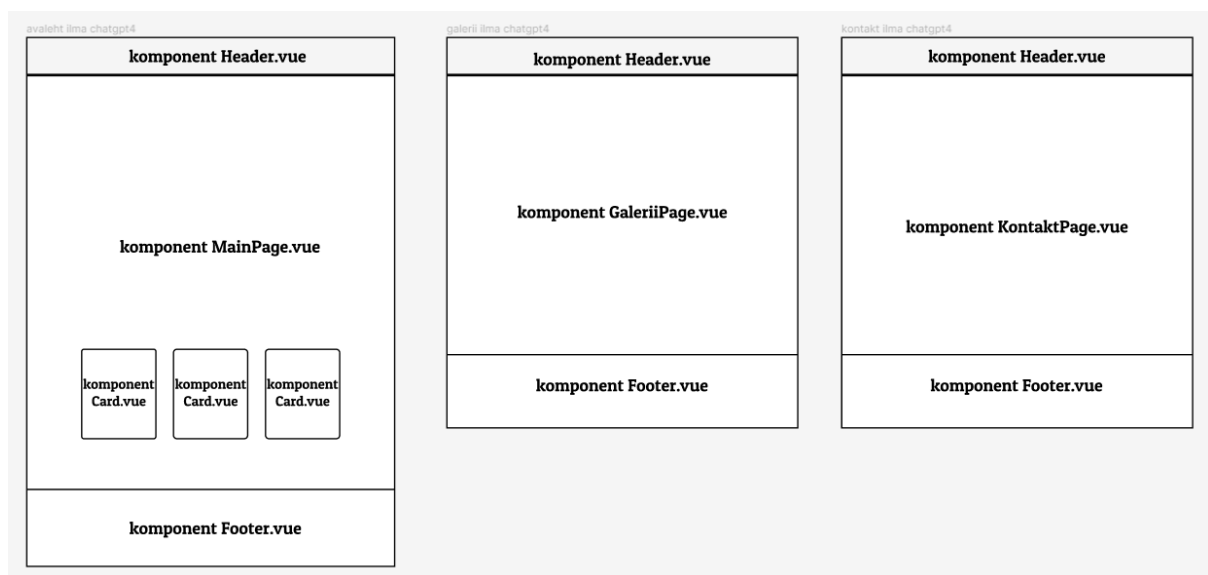 avaleht ilma chatgpt4
komponent Header.vue
komponent MainPage.vue
komponent
Card.vue
komponent
Card.vue
komponent
Card.vue
komponent Footer.vue
galerii ilma chatgpt4
komponent Header.vue
komponent GaleriiPage.vue
komponent Footer.vue
kontakt ilma chatgpt4
komponent Header.vue
komponent KontaktPage.vue
komponent Footer.vue